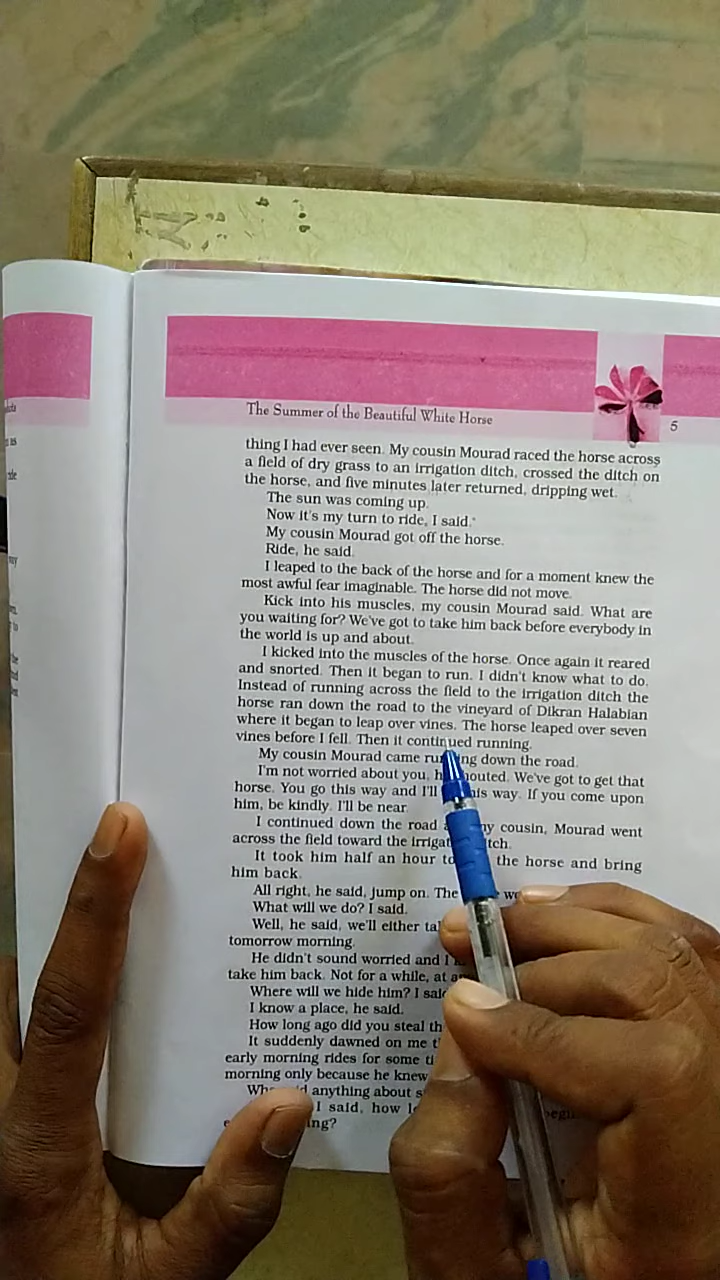 The Summer of the Beautiful White Horse
5
thing I had ever seen. My cousin Mourad raced the horse across
a field of dry grass to an irrigation ditch, crossed the ditch on
the horse, and five minutes later returned, dripping wet.
The sun was coming up.
Now it's my turn to ride, I said.
My cousin Mourad got off the horse.
Ride, he said.
I leaped to the back of the horse and for a moment knew the
most awful fear imaginable. The horse did not move.
Kick into his muscles, my cousin Mourad said. What are
you waiting for? We've got to take him back before everybody in
the world is up and about.
I kicked into the muscles of the horse. Once again it reared
and snorted. Then it began to run. I didn't know what to do.
Instead of running across the field to the irrigation ditch the
horse ran down the road to the vineyard of Dikran Halabian
where it began to leap over vines. The horse leaped over seven
vines before I fell. Then it continued running.
My cousin Mourad came running down the road.
I'm not worried about you, he shouted. We've got to get that
horse. You go this way and I'll this way. If you come upon
him, be kindly. I'll be near.
I continued down the road my cousin, Mourad went
across the field toward the irrigation ditch.
It took him half an hour to the horse and bring
him back.
All right, he said, jump on. The
What will we do? I said.
Well, he said, we'll either
tomorrow morning.
He didn't sound worried and I
take him back. Not for a while, at
Where will we hide him? I said
I know a place, he said.
How long ago did you steal
It suddenly dawned on me
early morning rides for some
morning only because he knew
anything about
I said, how